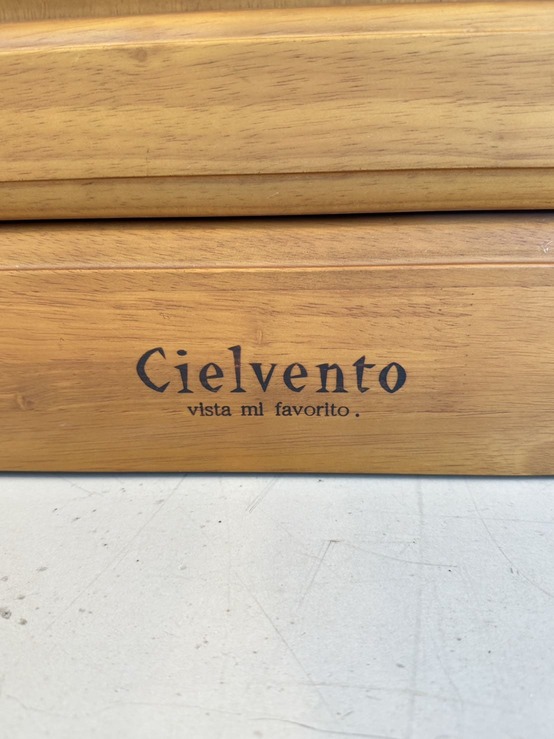 Cielvento
vista mi favorito .